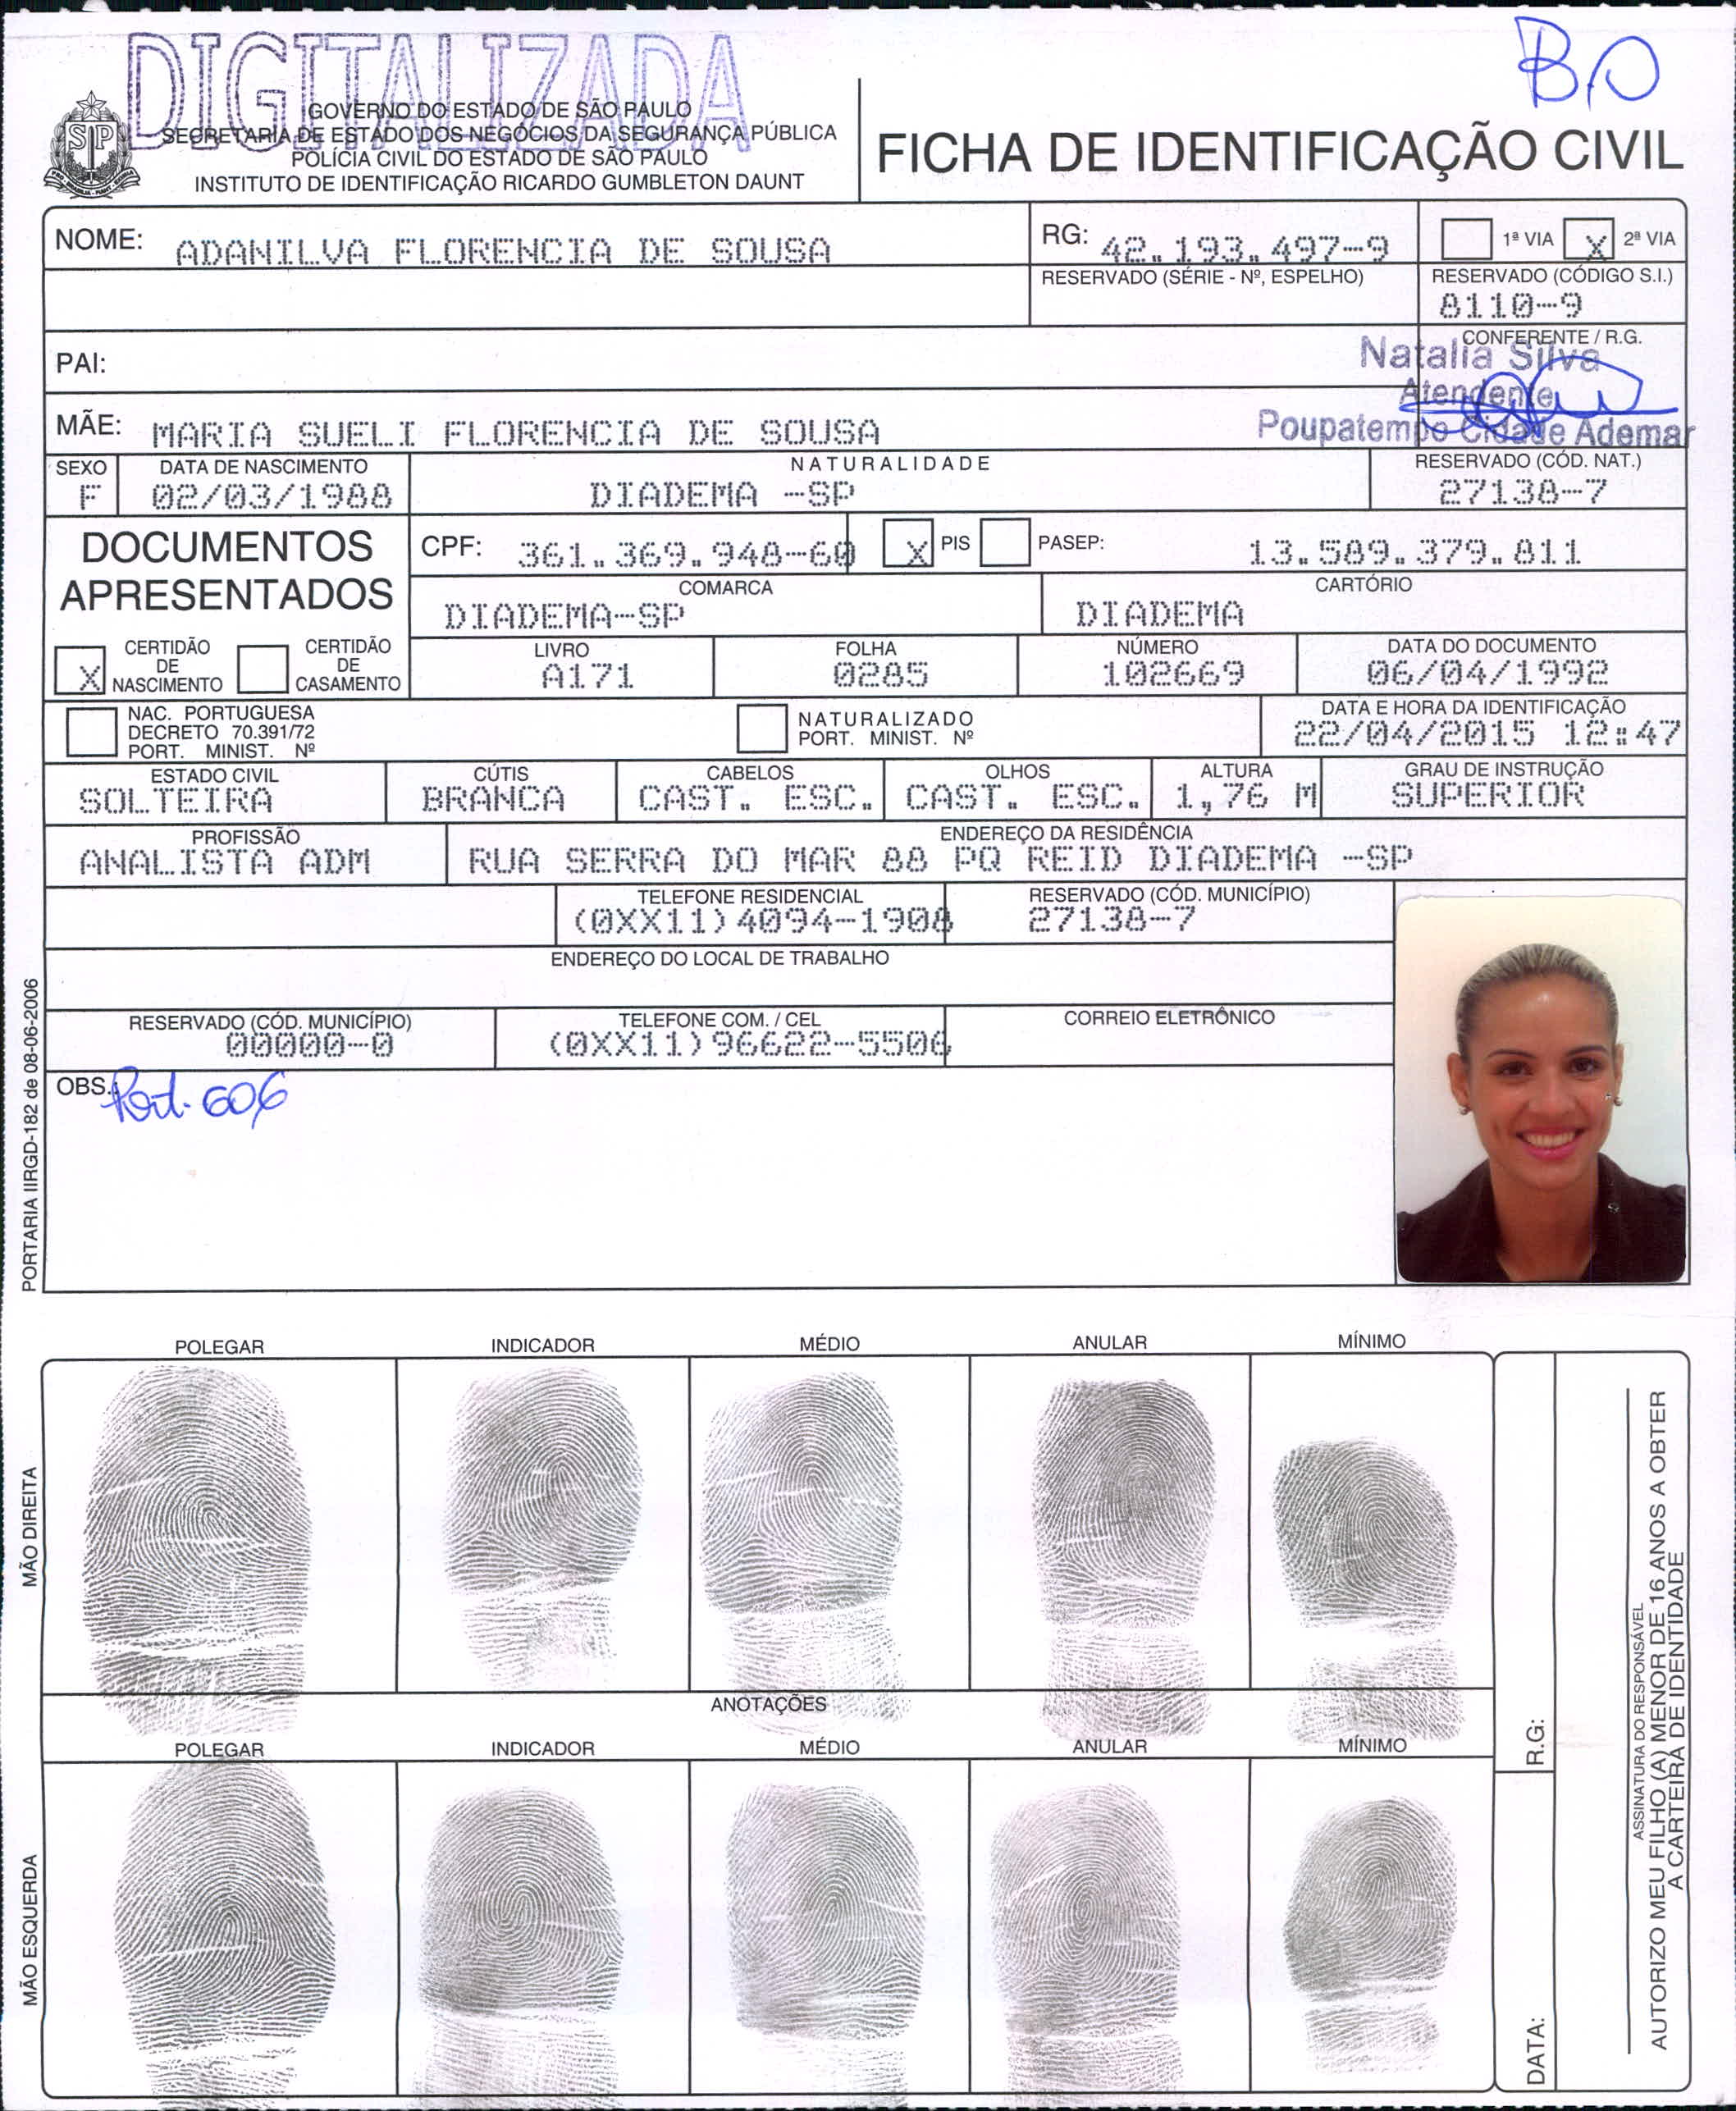 DIGITALIZADA
BO
GOVERNO DO ESTADO DE SÃO PAULO
SECRETARIA DE ESTADO DOS NEGÓCIOS DA SEGURANÇA PÚBLICA
POLÍCIA CIVIL DO ESTADO DE SÃO PAULO
INSTITUTO DE IDENTIFICAÇÃO RICARDO GUMBLETON DAUNT
SP
FICHA DE IDENTIFICAÇÃO CIVIL
NOME: ADANILVA FLORENCIA DE SOUSA
RG: 42.193.497-9
1ª VIA X 2ª VIA
RESERVADO (SÉRIE - Nº, ESPELHO)
RESERVADO (CÓDIGO S.I.)
8110-9
PAI:
CONFERENTE / R.G.
Natalia Silva
Atendente
Poupatempo Cidade Ademar
MÃE: MARIA SUELI FLORENCIA DE SOUSA
SEXO DATA DE NASCIMENTO NATURALIDADE RESERVADO (CÓD. NAT.)
F 02/03/1988 DIADEMA -SP 27138-7
DOCUMENTOS
APRESENTADOS
CPF: 361.369.948-60 X PIS PASEP: 13.589.379.811
COMARCA CARTÓRIO
DIADEMA-SP DIADEMA
X CERTIDÃO DE NASCIMENTO CERTIDÃO DE CASAMENTO
LIVRO FOLHA NÚMERO DATA DO DOCUMENTO
A171 0285 102669 06/04/1992
NAC. PORTUGUESA
DECRETO 70.391/72
PORT. MINIST. Nº
NATURALIZADO
PORT. MINIST. Nº
DATA E HORA DA IDENTIFICAÇÃO
22/04/2015 12:47
ESTADO CIVIL CÚTIS CABELOS OLHOS ALTURA GRAU DE INSTRUÇÃO
SOLTEIRA BRANCA CAST. ESC. CAST. ESC. 1,76 M SUPERIOR
PROFISSÃO ENDEREÇO DA RESIDÊNCIA
ANALISTA ADM RUA SERRA DO MAR 88 PQ REID DIADEMA -SP
TELEFONE RESIDENCIAL RESERVADO (CÓD. MUNICÍPIO)
(0XX11)4094-1908 27138-7
ENDEREÇO DO LOCAL DE TRABALHO
RESERVADO (CÓD. MUNICÍPIO) TELEFONE COM. / CEL CORREIO ELETRÔNICO
00000-0 (0XX11)96622-5506
OBS.: Port. 606
PORTARIA IIRGD-182 de 08-06-2006
POLEGAR INDICADOR MÉDIO ANULAR MÍNIMO
MÃO DIREITA
ANOTAÇÕES
POLEGAR INDICADOR MÉDIO ANULAR MÍNIMO
MÃO ESQUERDA
R.G:
DATA:
ASSINATURA DO RESPONSÁVEL
AUTORIZO MEU FILHO (A) MENOR DE 16 ANOS A OBTER
A CARTEIRA DE IDENTIDADE